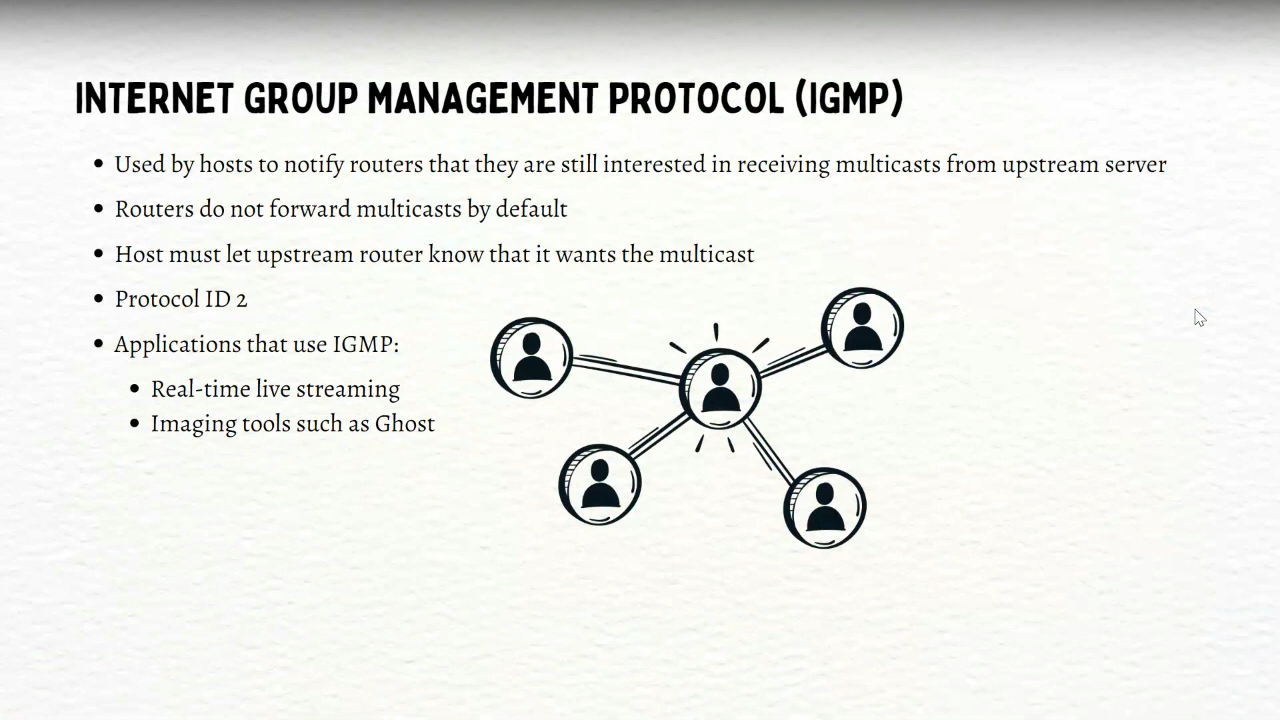 INTERNET GROUP MANAGEMENT PROTOCOL (IGMP)
• Used by hosts to notify routers that they are still interested in receiving multicasts from upstream server
• Routers do not forward multicasts by default
• Host must let upstream router know that it wants the multicast
• Protocol ID 2
• Applications that use IGMP:
• Real-time live streaming
• Imaging tools such as Ghost